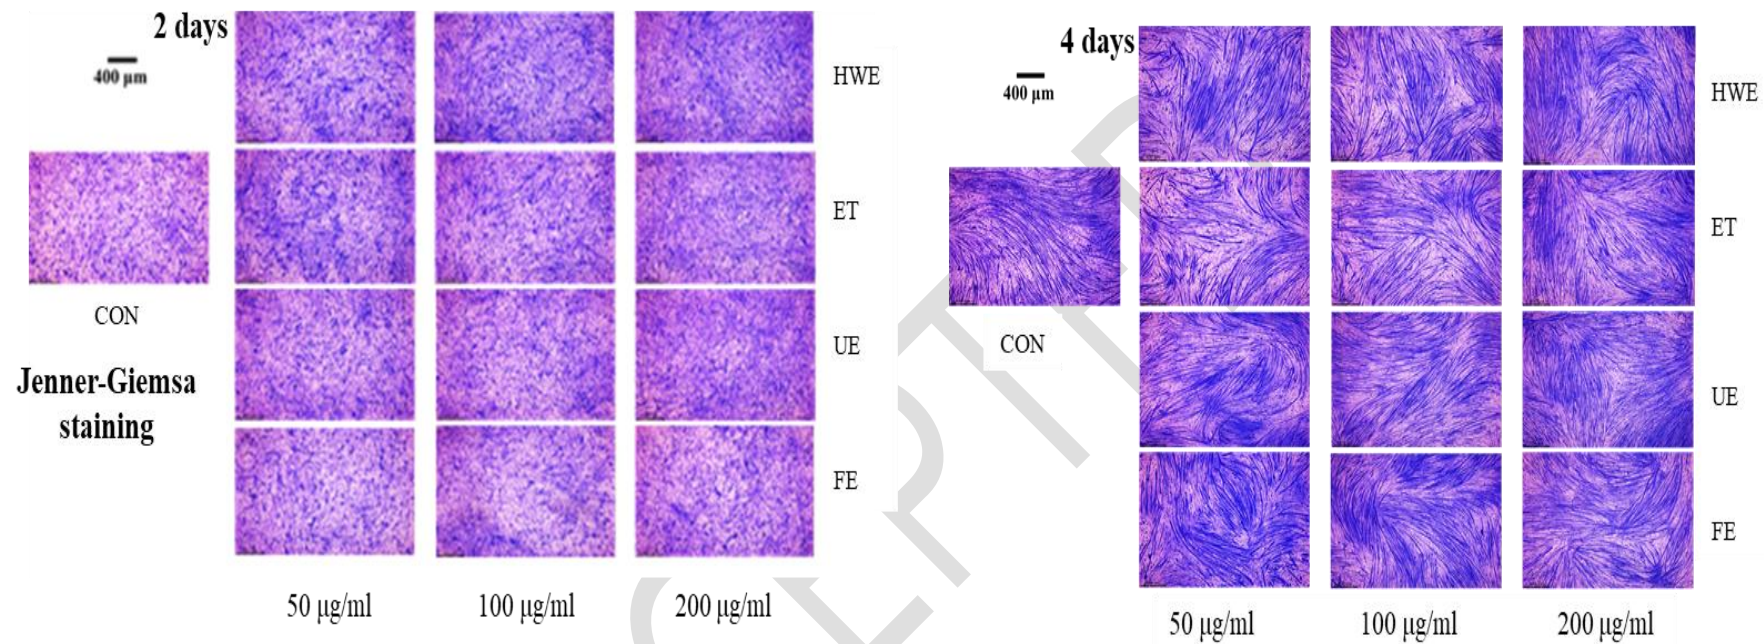 2 days
400 µm
HWE
ET
CON
UE
Jenner-Giemsa
staining
FE
50 µg/ml
100 µg/ml
200 µg/ml
4 days
400 µm
HWE
ET
CON
UE
FE
50 µg/ml
100 µg/ml
200 µg/ml